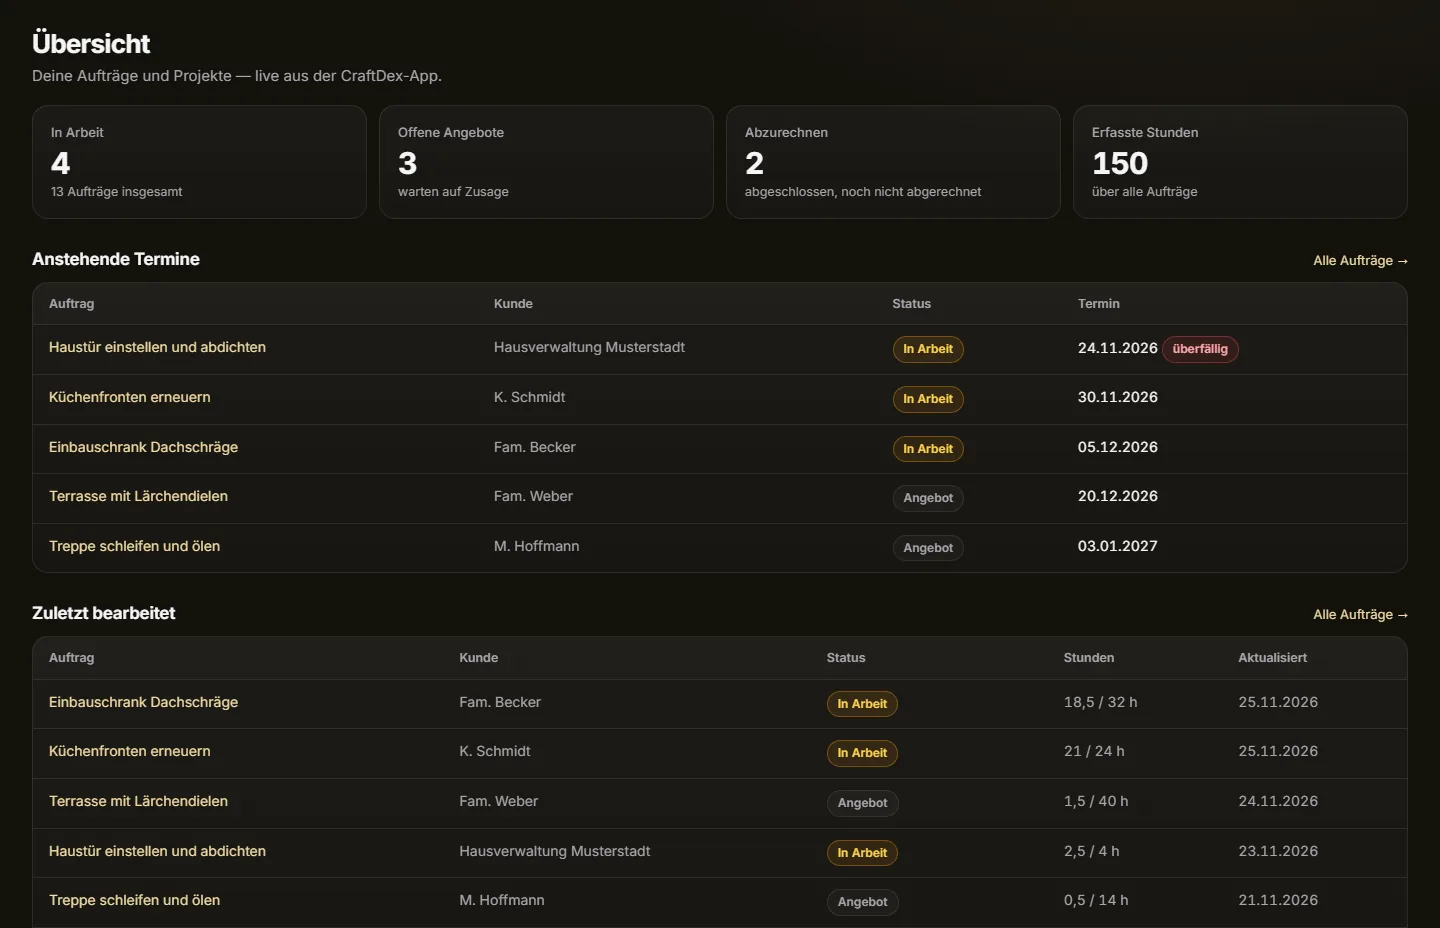 Übersicht
Deine Aufträge und Projekte — live aus der CraftDex-App.
In Arbeit
4
13 Aufträge insgesamt
Offene Angebote
3
warten auf Zusage
Abzurechnen
2
abgeschlossen, noch nicht abgerechnet
Erfasste Stunden
150
über alle Aufträge
Anstehende Termine
Alle Aufträge →
Auftrag Kunde Status Termin
Haustür einstellen und abdichten Hausverwaltung Musterstadt In Arbeit 24.11.2026 überfällig
Küchenfronten erneuern K. Schmidt In Arbeit 30.11.2026
Einbauschrank Dachschräge Fam. Becker In Arbeit 05.12.2026
Terrasse mit Lärchendielen Fam. Weber Angebot 20.12.2026
Treppe schleifen und ölen M. Hoffmann Angebot 03.01.2027
Zuletzt bearbeitet
Alle Aufträge →
Auftrag Kunde Status Stunden Aktualisiert
Einbauschrank Dachschräge Fam. Becker In Arbeit 18,5 / 32 h 25.11.2026
Küchenfronten erneuern K. Schmidt In Arbeit 21 / 24 h 25.11.2026
Terrasse mit Lärchendielen Fam. Weber Angebot 1,5 / 40 h 24.11.2026
Haustür einstellen und abdichten Hausverwaltung Musterstadt In Arbeit 2,5 / 4 h 23.11.2026
Treppe schleifen und ölen M. Hoffmann Angebot 0,5 / 14 h 21.11.2026